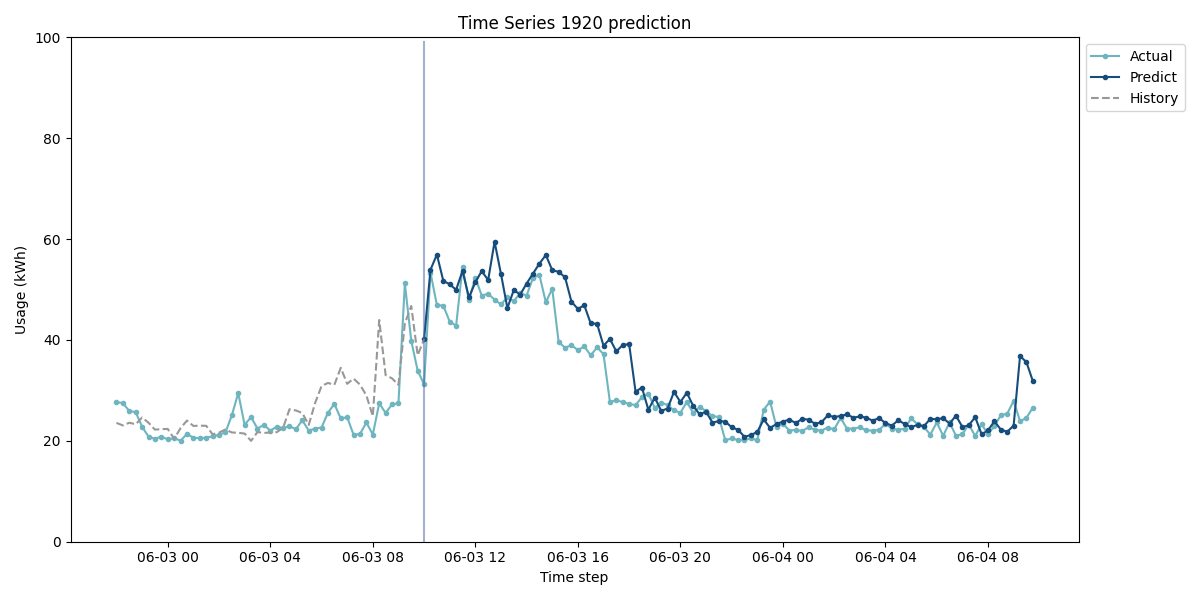 Time Series 1920 prediction
Usage (kWh)
100
80
60
40
20
0
06-03 00
06-03 04
06-03 08
06-03 12
06-03 16
06-03 20
06-04 00
06-04 04
06-04 08
Time step
Actual
Predict
History